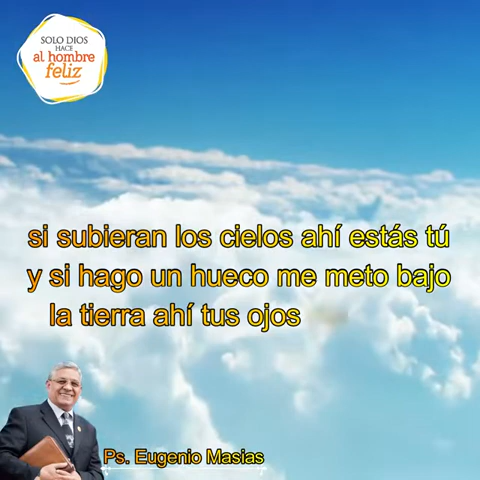 SOLO DIOS
HACE
al hombre
feliz
si subieran los cielos ahí estás tú
y si hago un hueco me meto bajo
la tierra ahí tus ojos
Ps. Eugenio Masias